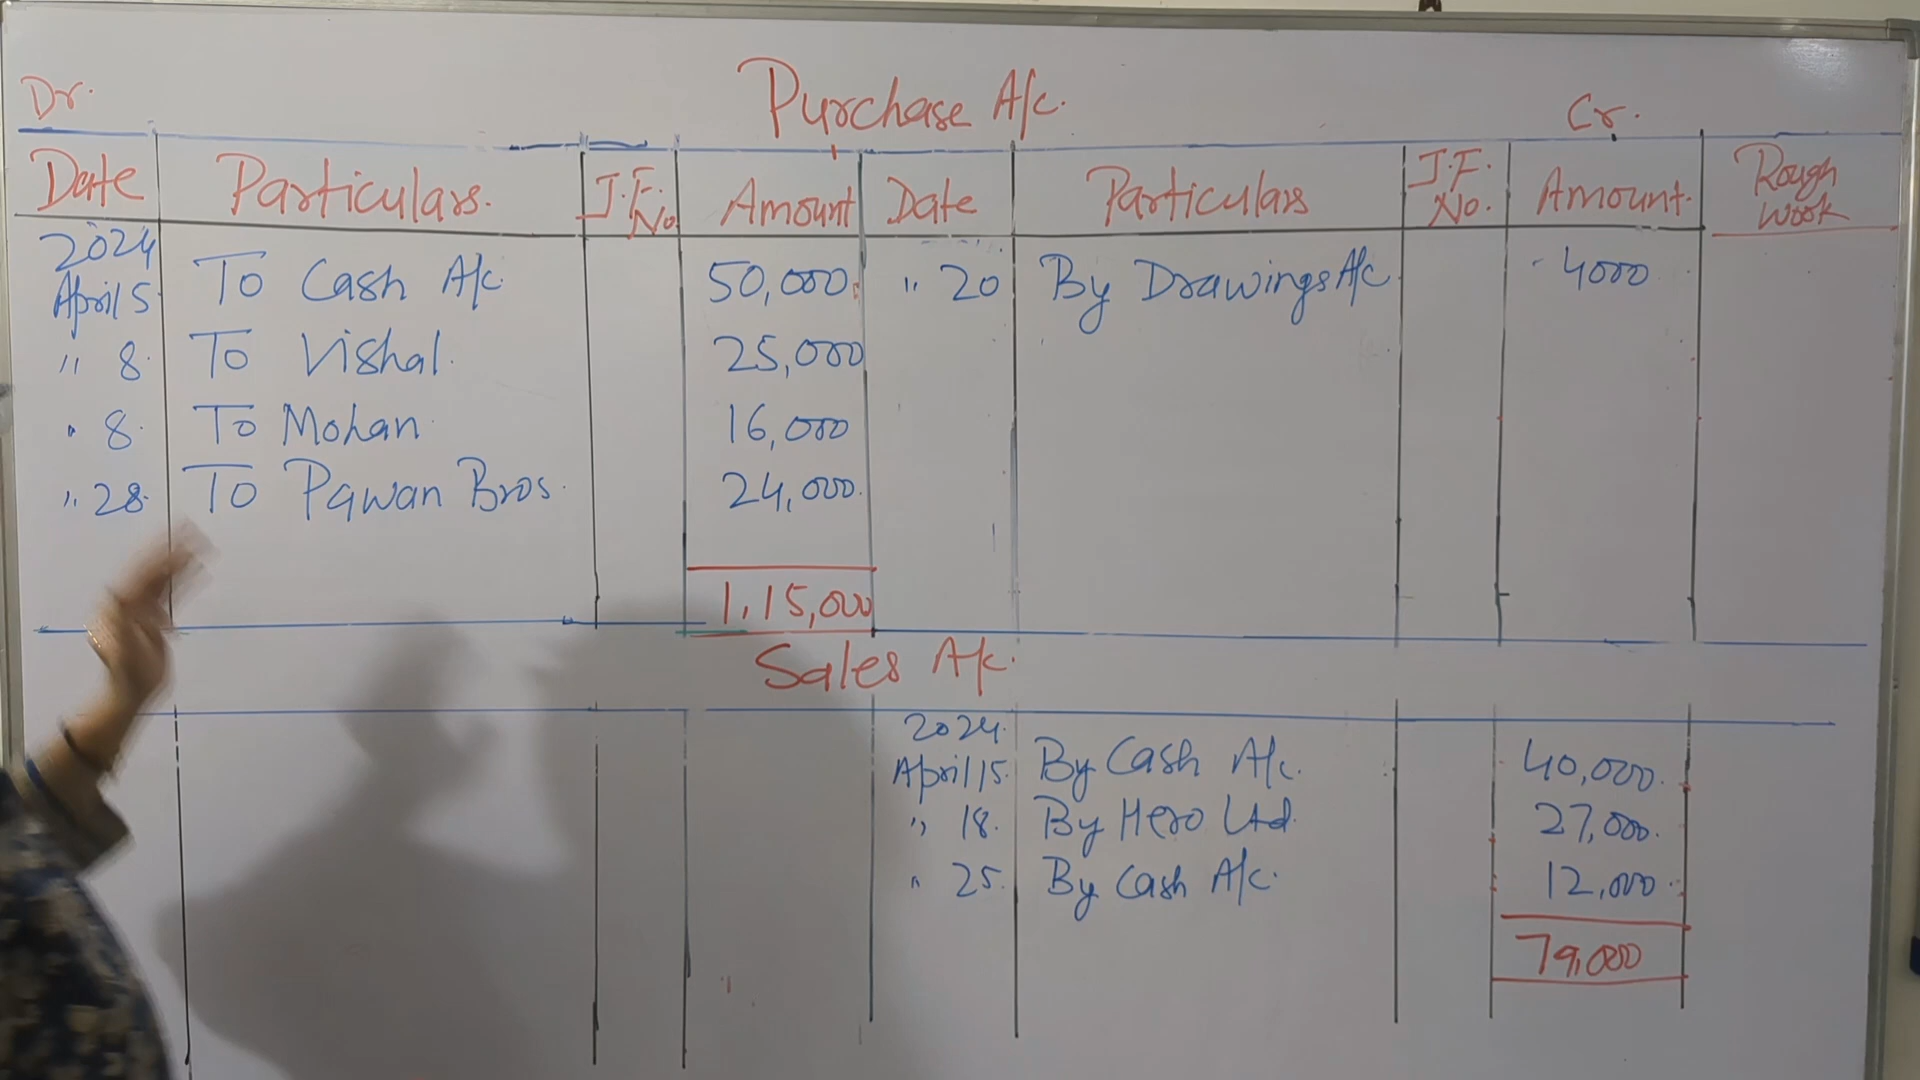 Purchase A/c.
Dr. Cr.
Date Particulars. J.F. No. Amount Date Particulars J.F. No. Amount. Rough work
2024
April 5 To Cash A/c. 50,000 " 20 By Drawings A/c 4000
" 8. To Vishal. 25,000
" 8. To Mohan. 16,000
" 28. To Pawan Bros. 24,000
1,15,000
Sales A/c.
2024.
April 15. By Cash A/c. 40,000.
" 18. By Hero Ltd. 27,000.
" 25. By Cash A/c. 12,000.
79,000